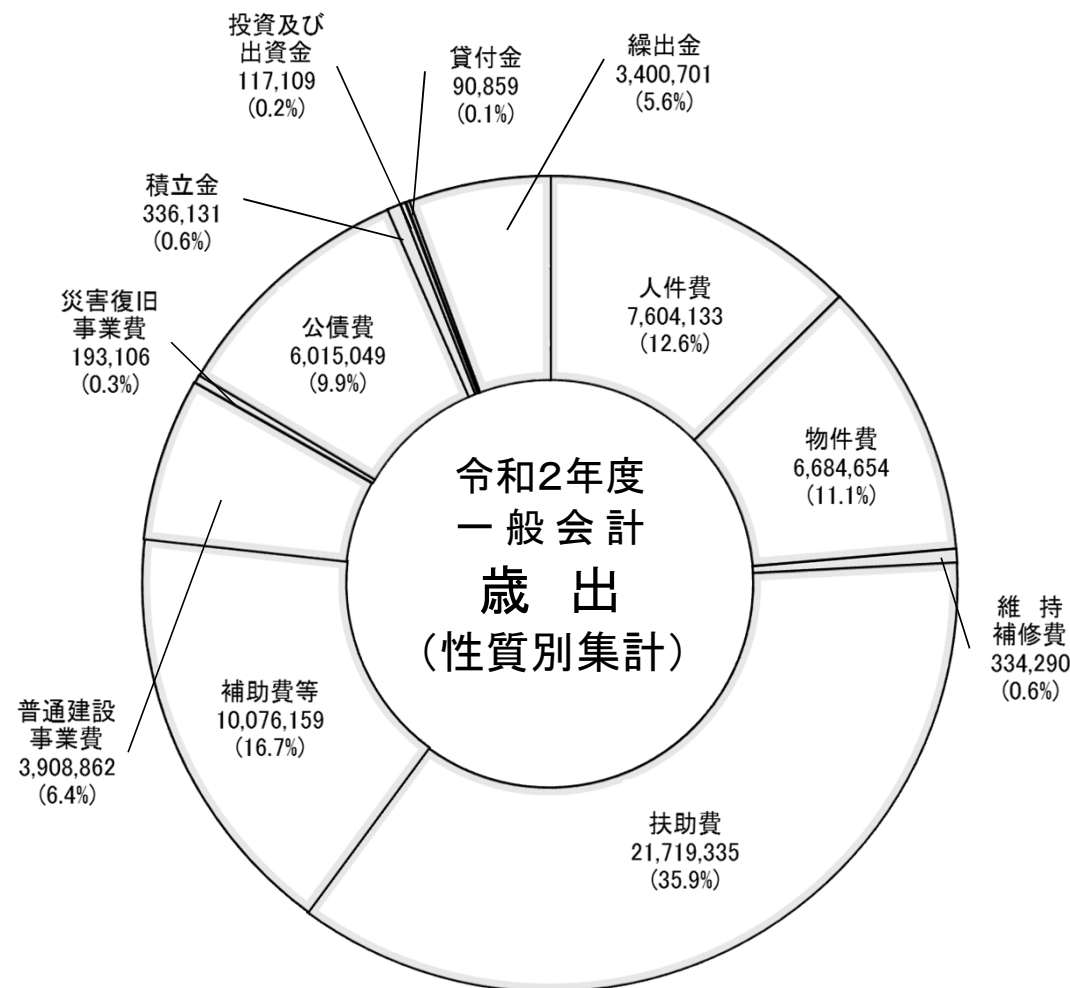 投資及び
出資金
117,109
(0.2%)
貸付金
90,859
(0.1%)
繰出金
3,400,701
(5.6%)
積立金
336,131
(0.6%)
災害復旧
事業費
193,106
(0.3%)
公債費
6,015,049
(9.9%)
人件費
7,604,133
(12.6%)
物件費
6,684,654
(11.1%)
令和2年度
一般会計
歳 出
(性質別集計)
維 持
補修費
334,290
(0.6%)
普通建設
事業費
3,908,862
(6.4%)
補助費等
10,076,159
(16.7%)
扶助費
21,719,335
(35.9%)